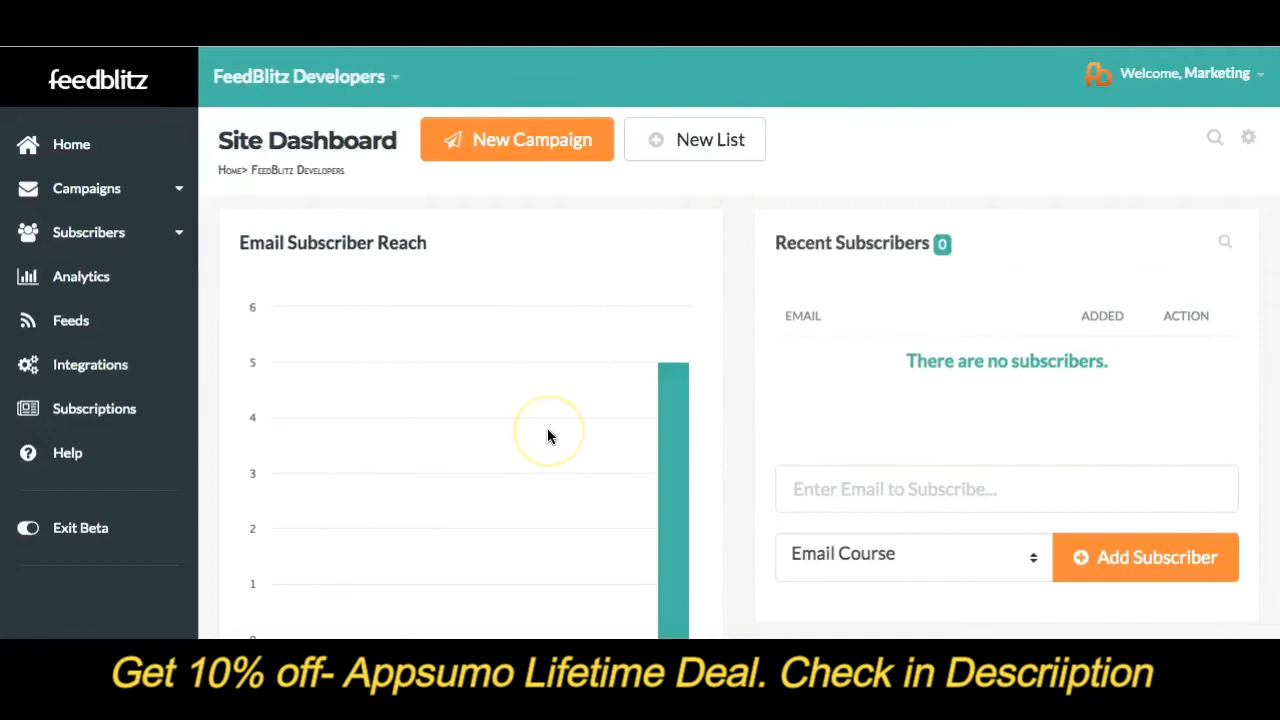 feedblitz
FeedBlitz Developers
Welcome, Marketing
Home
Campaigns
Subscribers
Analytics
Feeds
Integrations
Subscriptions
Help
Exit Beta
Site Dashboard
New Campaign
New List
Home> FeedBlitz Developers
Email Subscriber Reach
6
5
4
3
2
1
0
Recent Subscribers 0
EMAIL ADDED ACTION
There are no subscribers.
Enter Email to Subscribe...
Email Course
Add Subscriber
Get 10% off- Appsumo Lifetime Deal. Check in Descriiption